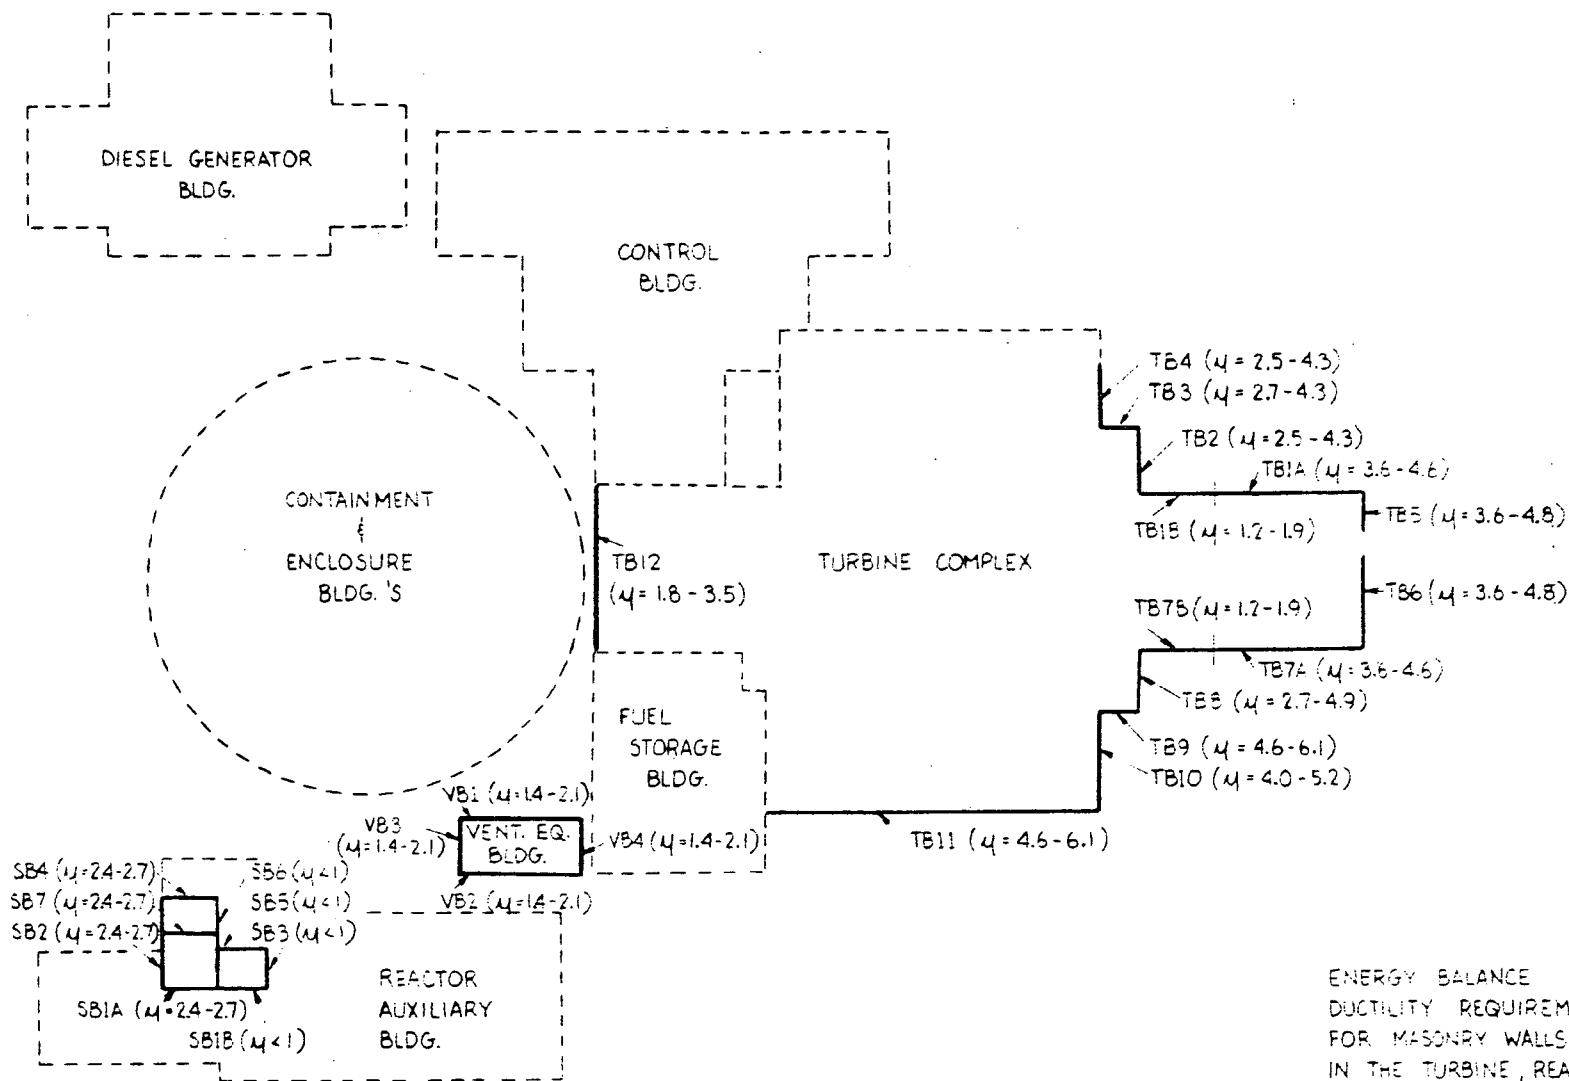 DIESEL GENERATOR
BLDG.
CONTROL
BLDG.
TB4 (μ = 2.5-4.3)
TB3 (μ = 2.7-4.3)
TB2 (μ = 2.5-4.3)
TB1A (μ = 3.6-4.6)
TB1B (μ = 1.2-1.9)
TB5 (μ = 3.6-4.8)
CONTAINMENT
&
ENCLOSURE
BLDG.'S
TB12
(μ = 1.8-3.5)
TURBINE COMPLEX
TB6 (μ = 3.6-4.8)
TB7B (μ = 1.2-1.9)
TB7A (μ = 3.6-4.6)
TB8 (μ = 2.7-4.9)
TB9 (μ = 4.6-6.1)
TB10 (μ = 4.0-5.2)
TB11 (μ = 4.6-6.1)
FUEL
STORAGE
BLDG.
VB1 (μ=1.4-2.1)
VB3
(μ=1.4-2.1)
VENT. EQ.
BLDG.
VB4 (μ=1.4-2.1)
VB2 (μ=1.4-2.1)
SB4 (μ=2.4-2.7)
SB6 (μ<1)
SB7 (μ=2.4-2.7)
SB5 (μ<1)
SB2 (μ=2.4-2.7)
SB3 (μ<1)
SB1A (μ=2.4-2.7)
SB1B (μ<1)
REACTOR
AUXILIARY
BLDG.
ENERGY BALANCE
DUCTILITY REQUIREM
FOR MASONRY WALLS
IN THE TURBINE, REA